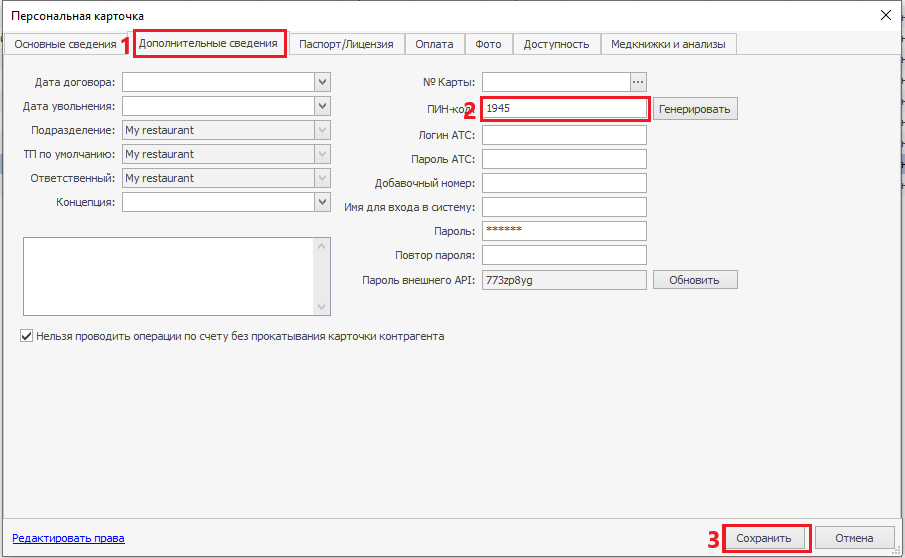 Персональная карточка
Основные сведения 1 Дополнительные сведения Паспорт/Лицензия Оплата Фото Доступность Медкнижки и анализы
Дата договора:
Дата увольнения:
Подразделение: My restaurant
ТП по умолчанию: My restaurant
Ответственный: My restaurant
Концепция:
№ Карты: ...
ПИН-код: 2 1945 Генерировать
Логин АТС:
Пароль АТС:
Добавочный номер:
Имя для входа в систему:
Пароль: ******
Повтор пароля:
Пароль внешнего API: 773zp8yg Обновить
Нельзя проводить операции по счету без прокатывания карточки контрагента
Редактировать права 3 Сохранить Отмена